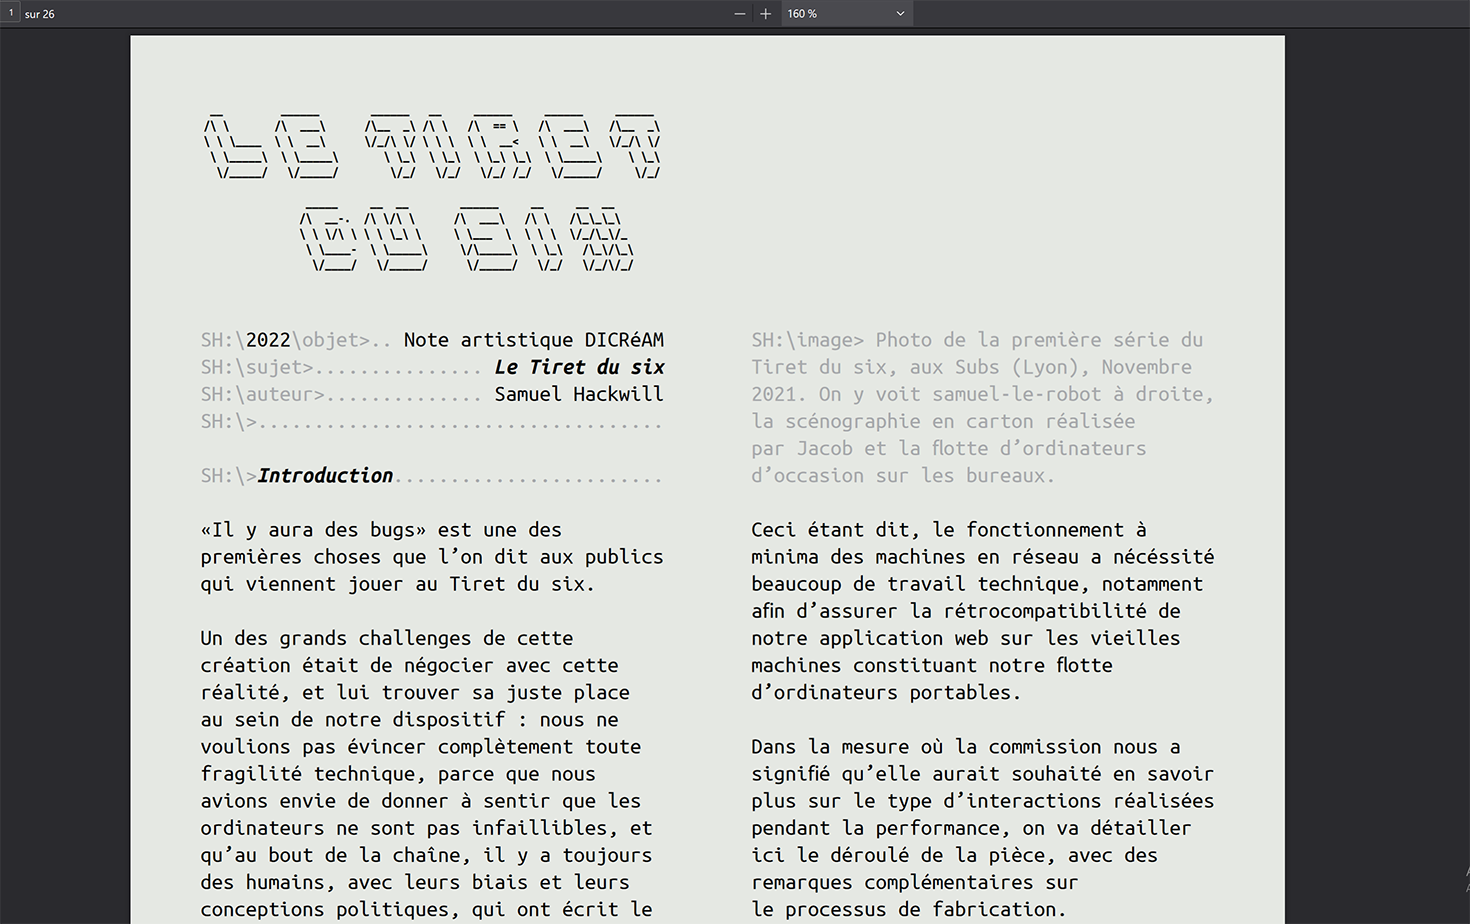 1 sur 26
160 %
LE TIRET
DU SIX
SH:\2022\objet>.. Note artistique DICRéAM
SH:\sujet>............... Le Tiret du six
SH:\auteur>.............. Samuel Hackwill
SH:\>....................................
SH:\>Introduction........................
«Il y aura des bugs» est une des
premières choses que l’on dit aux publics
qui viennent jouer au Tiret du six.
Un des grands challenges de cette
création était de négocier avec cette
réalité, et lui trouver sa juste place
au sein de notre dispositif : nous ne
voulions pas évincer complètement toute
fragilité technique, parce que nous
avions envie de donner à sentir que les
ordinateurs ne sont pas infaillibles, et
qu’au bout de la chaîne, il y a toujours
des humains, avec leurs biais et leurs
conceptions politiques, qui ont écrit le
SH:\image> Photo de la première série du
Tiret du six, aux Subs (Lyon), Novembre
2021. On y voit samuel-le-robot à droite,
la scénographie en carton réalisée
par Jacob et la flotte d’ordinateurs
d’occasion sur les bureaux.
Ceci étant dit, le fonctionnement à
minima des machines en réseau a nécéssité
beaucoup de travail technique, notamment
afin d’assurer la rétrocompatibilité de
notre application web sur les vieilles
machines constituant notre flotte
d’ordinateurs portables.
Dans la mesure où la commission nous a
signifié qu’elle aurait souhaité en savoir
plus sur le type d’interactions réalisées
pendant la performance, on va détailler
ici le déroulé de la pièce, avec des
remarques complémentaires sur
le processus de fabrication.